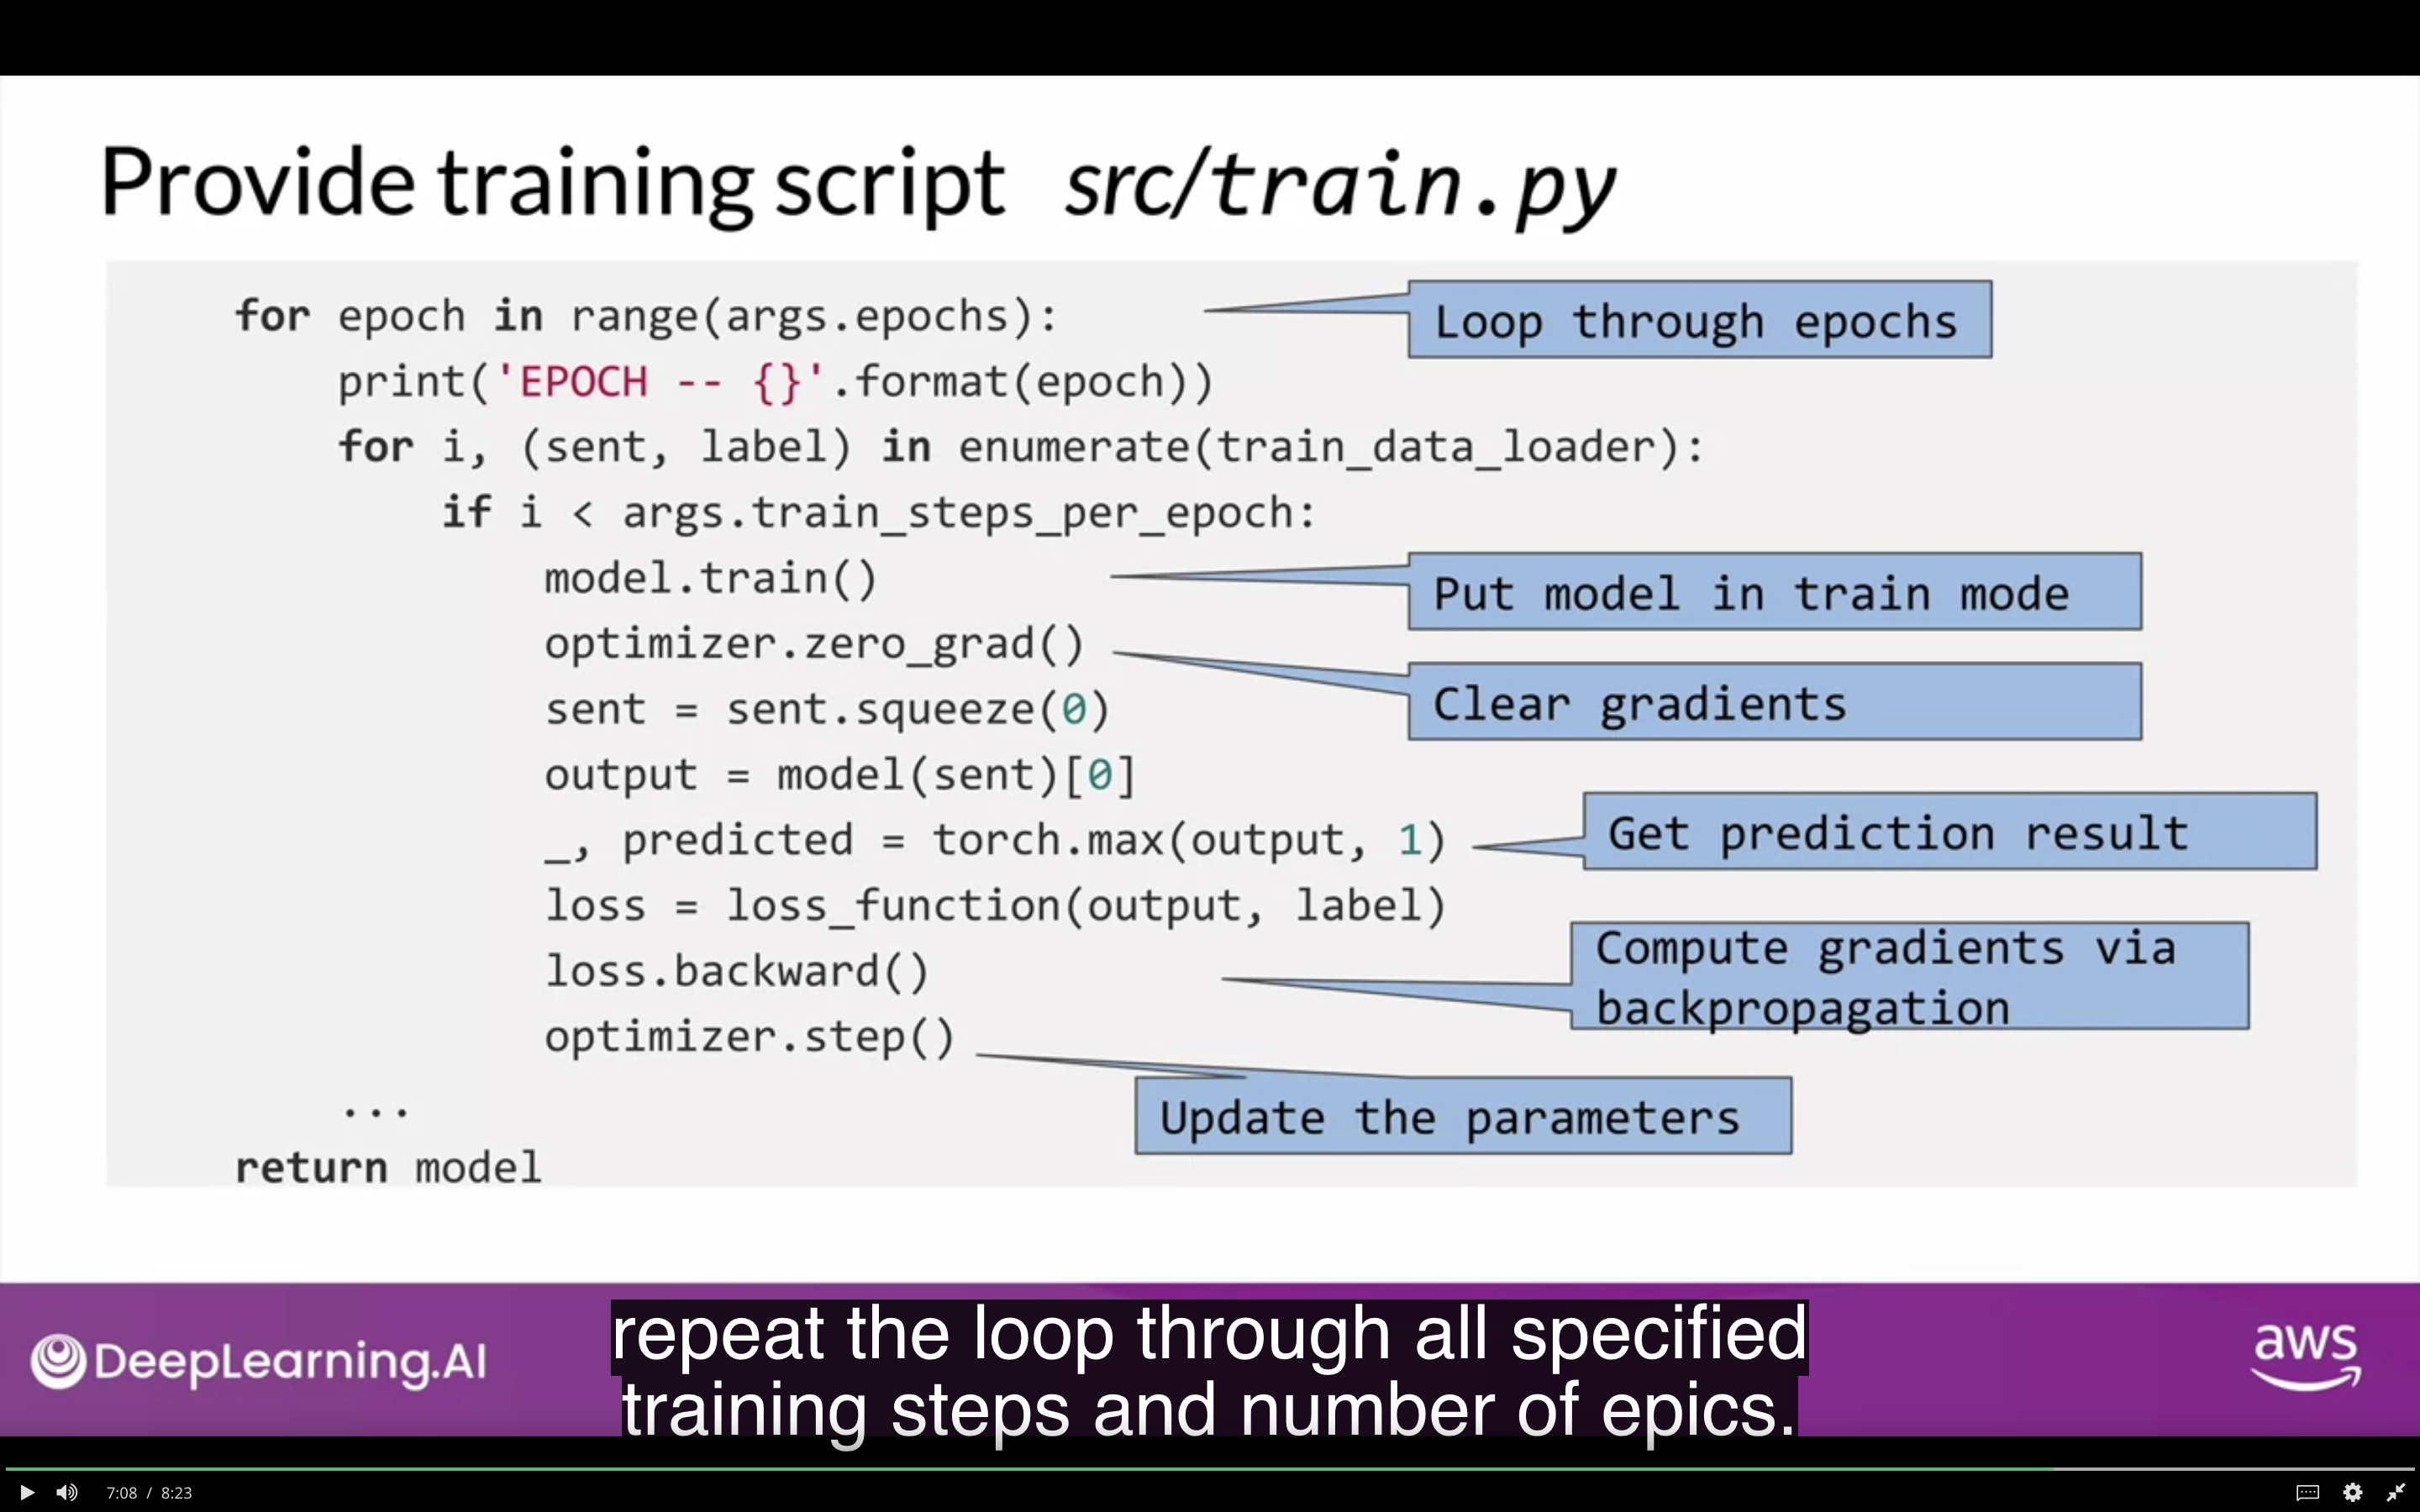 Provide training script src/train.py
for epoch in range(args.epochs):
Loop through epochs
print('EPOCH -- {}'.format(epoch))
for i, (sent, label) in enumerate(train_data_loader):
if i < args.train_steps_per_epoch:
model.train()
Put model in train mode
optimizer.zero_grad()
Clear gradients
sent = sent.squeeze(0)
output = model(sent)[0]
_, predicted = torch.max(output, 1)
Get prediction result
loss = loss_function(output, label)
loss.backward()
Compute gradients via
backpropagation
optimizer.step()
Update the parameters
...
return model
DeepLearning.AI
repeat the loop through all specified
training steps and number of epics.
aws
7:08 / 8:23